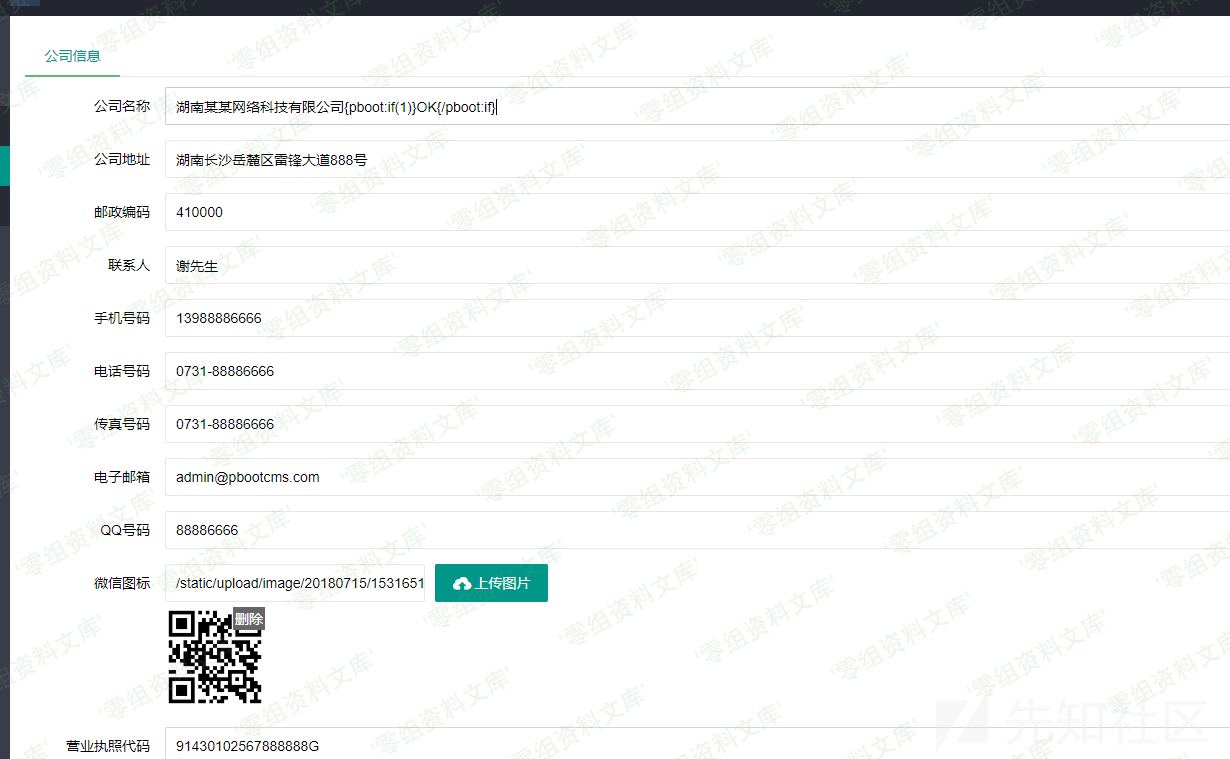 公司信息
公司名称 湖南某某网络科技有限公司{pboot:if(1)}OK{/pboot:if}
公司地址 湖南长沙岳麓区雷锋大道888号
邮政编码 410000
联系人 谢先生
手机号码 13988886666
电话号码 0731-88886666
传真号码 0731-88886666
电子邮箱 admin@pbootcms.com
QQ号码 88886666
微信图标 /static/upload/image/20180715/1531651 上传图片
删除
营业执照代码 91430102567888888G
零组资料文库
先知社区